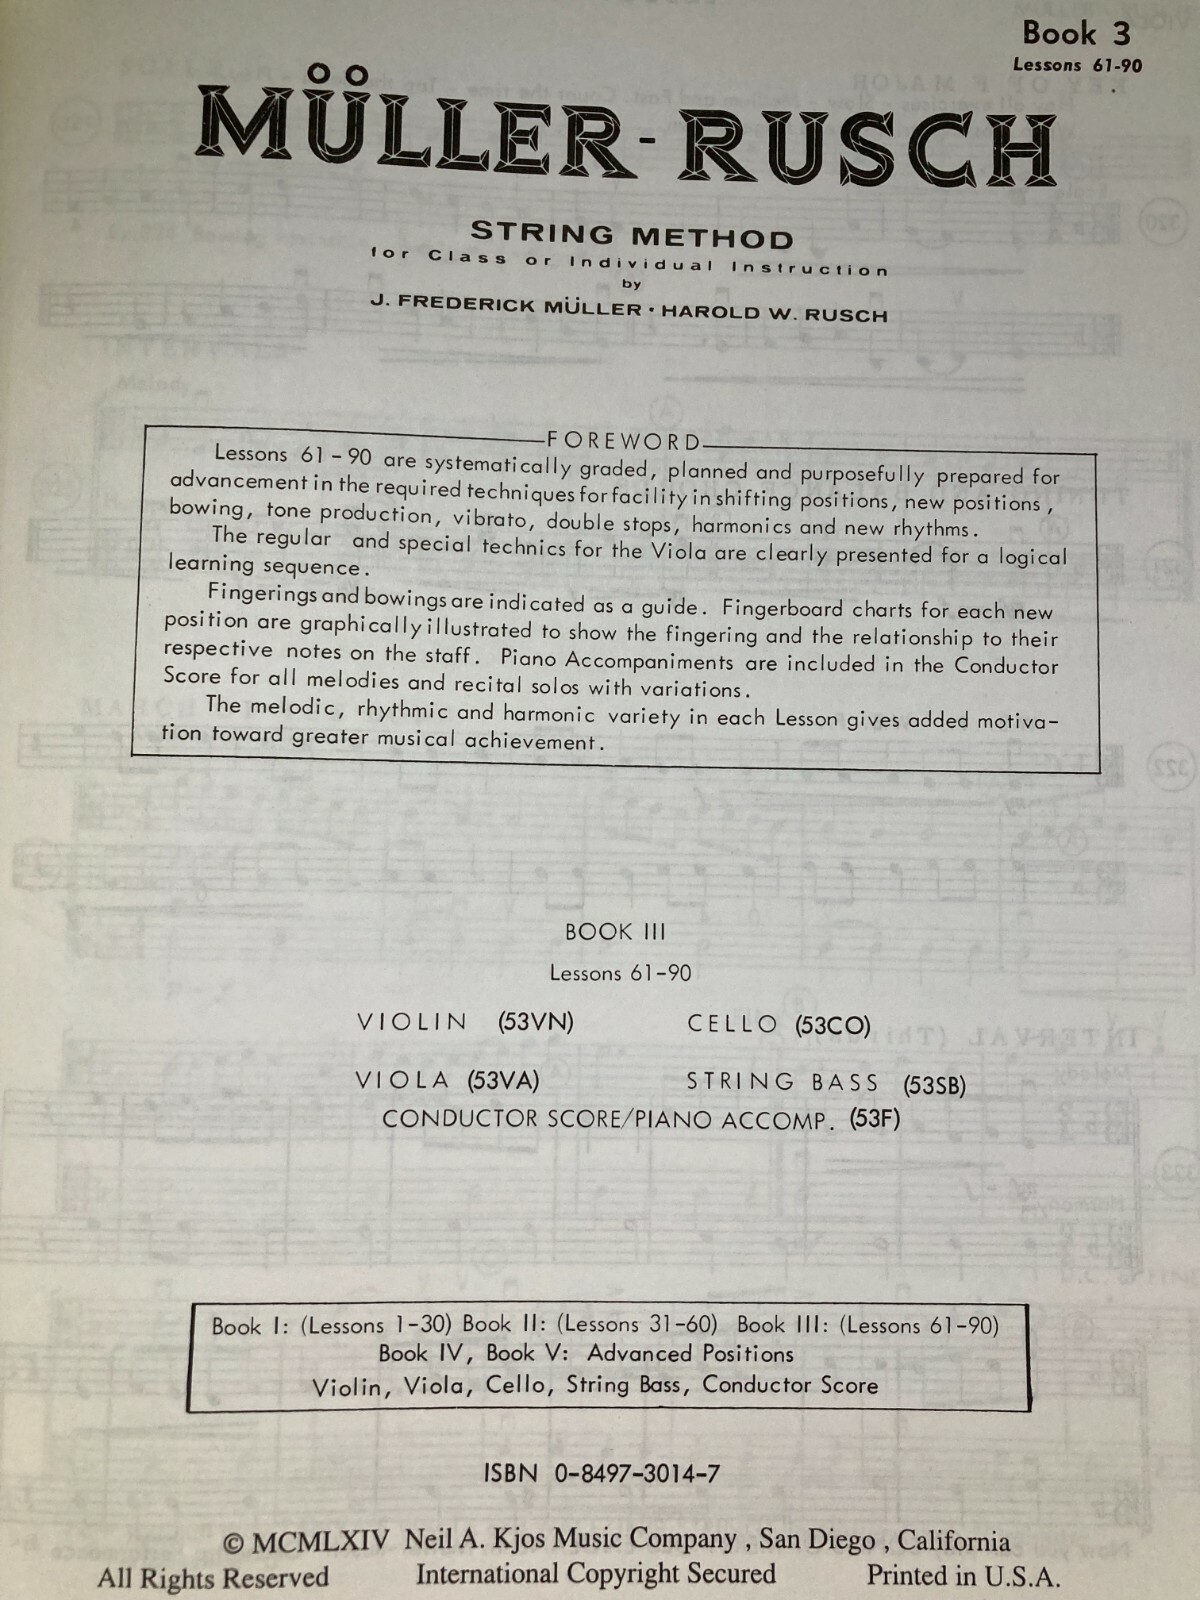 Book 3
Lessons 61-90
MÜLLER-RUSCH
STRING METHOD
for Class or Individual Instruction
by
J. FREDERICK MÜLLER · HAROLD W. RUSCH
FOREWORD
Lessons 61-90 are systematically graded, planned and purposefully prepared for
advancement in the required techniques for facility in shifting positions, new positions,
bowing, tone production, vibrato, double stops, harmonics and new rhythms.
The regular and special technics for the Viola are clearly presented for a logical
learning sequence.
Fingerings and bowings are indicated as a guide. Fingerboard charts for each new
position are graphically illustrated to show the fingering and the relationship to their
respective notes on the staff. Piano Accompaniments are included in the Conductor
Score for all melodies and recital solos with variations.
The melodic, rhythmic and harmonic variety in each Lesson gives added motiva-
tion toward greater musical achievement.
BOOK III
Lessons 61-90
VIOLIN (53VN) CELLO (53CO)
VIOLA (53VA) STRING BASS (53SB)
CONDUCTOR SCORE/PIANO ACCOMP. (53F)
Book I: (Lessons 1-30) Book II: (Lessons 31-60) Book III: (Lessons 61-90)
Book IV, Book V: Advanced Positions
Violin, Viola, Cello, String Bass, Conductor Score
ISBN 0-8497-3014-7
© MCMLXIV Neil A. Kjos Music Company, San Diego, California
All Rights Reserved International Copyright Secured Printed in U.S.A.